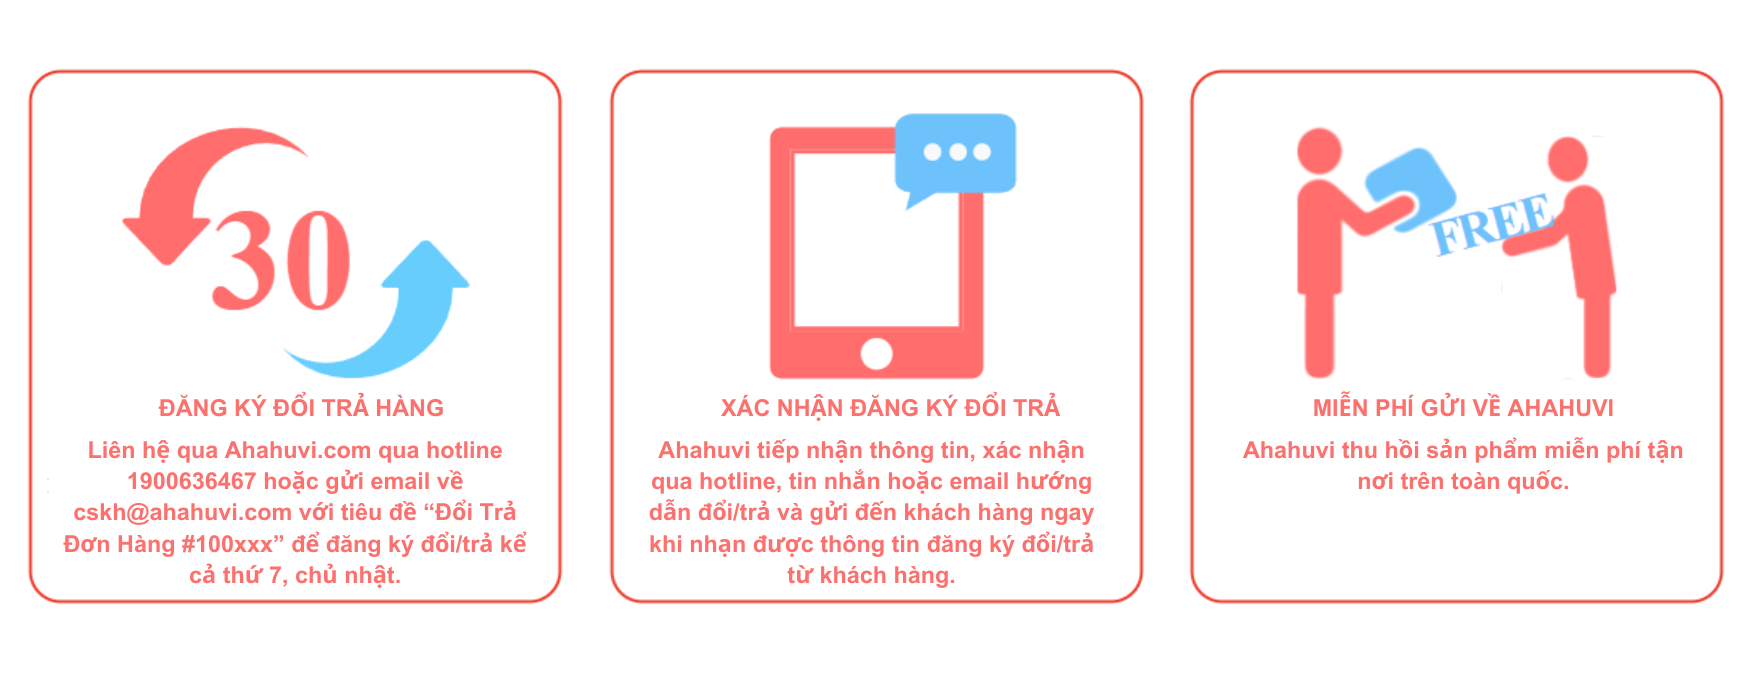 30
ĐĂNG KÝ ĐỔI TRẢ HÀNG
Liên hệ qua Ahahuvi.com qua hotline
1900636467 hoặc gửi email về
cskh@ahahuvi.com với tiêu đề “Đổi Trả
Đơn Hàng #100xxx” để đăng ký đổi/trả kể
cả thứ 7, chủ nhật.
XÁC NHẬN ĐĂNG KÝ ĐỔI TRẢ
Ahahuvi tiếp nhận thông tin, xác nhận
qua hotline, tin nhắn hoặc email hướng
dẫn đổi/trả và gửi đến khách hàng ngay
khi nhạn được thông tin đăng ký đổi/trả
từ khách hàng.
FREE
MIỄN PHÍ GỬI VỀ AHAHUVI
Ahahuvi thu hồi sản phẩm miễn phí tận
nơi trên toàn quốc.